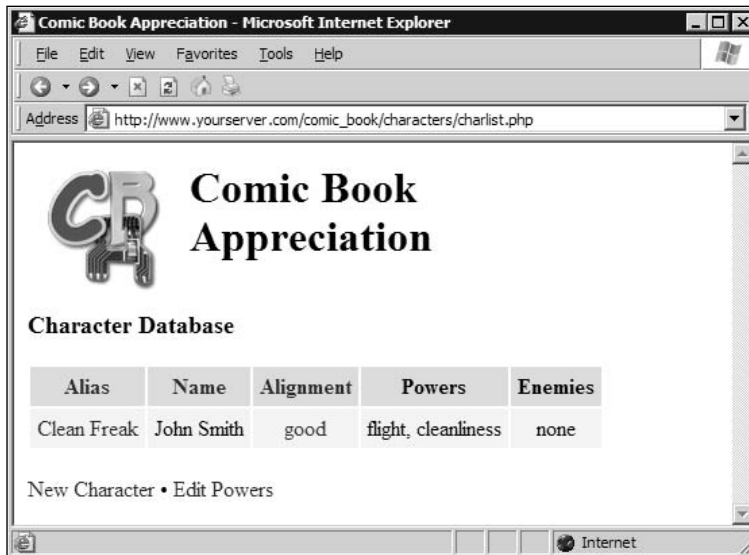 Comic Book Appreciation - Microsoft Internet Explorer
File Edit View Favorites Tools Help
Address http://www.yourserver.com/comic_book/characters/charlist.php
CB
Comic Book
Appreciation
Character Database
Alias Name Alignment Powers Enemies
Clean Freak John Smith good flight, cleanliness none
New Character • Edit Powers
Internet